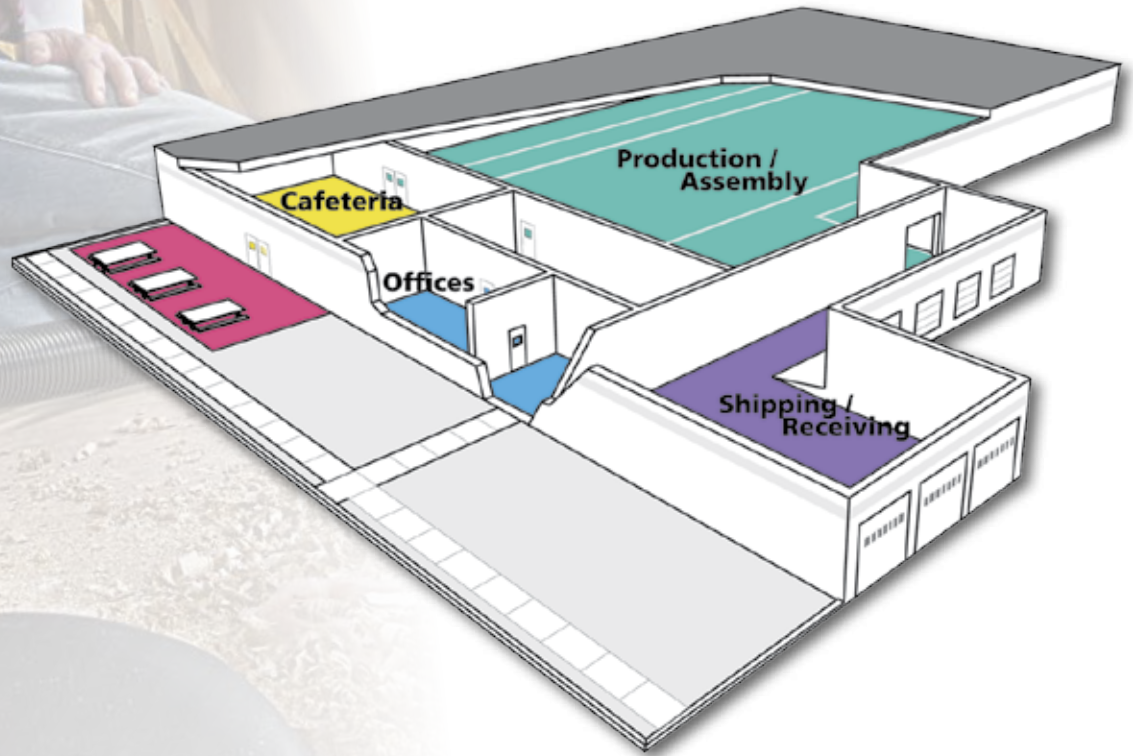 Production /
Assembly
Cafeteria
Offices
Shipping /
Receiving